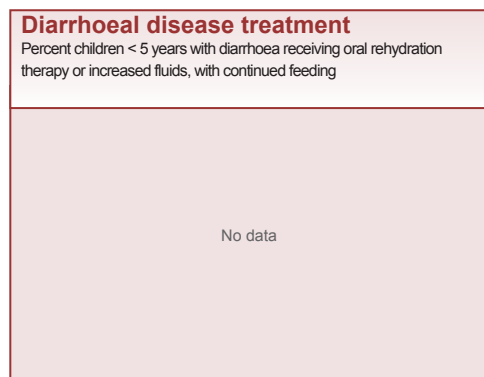 Diarrhoeal disease treatment
Percent children < 5 years with diarrhoea receiving oral rehydration
therapy or increased fluids, with continued feeding
No data